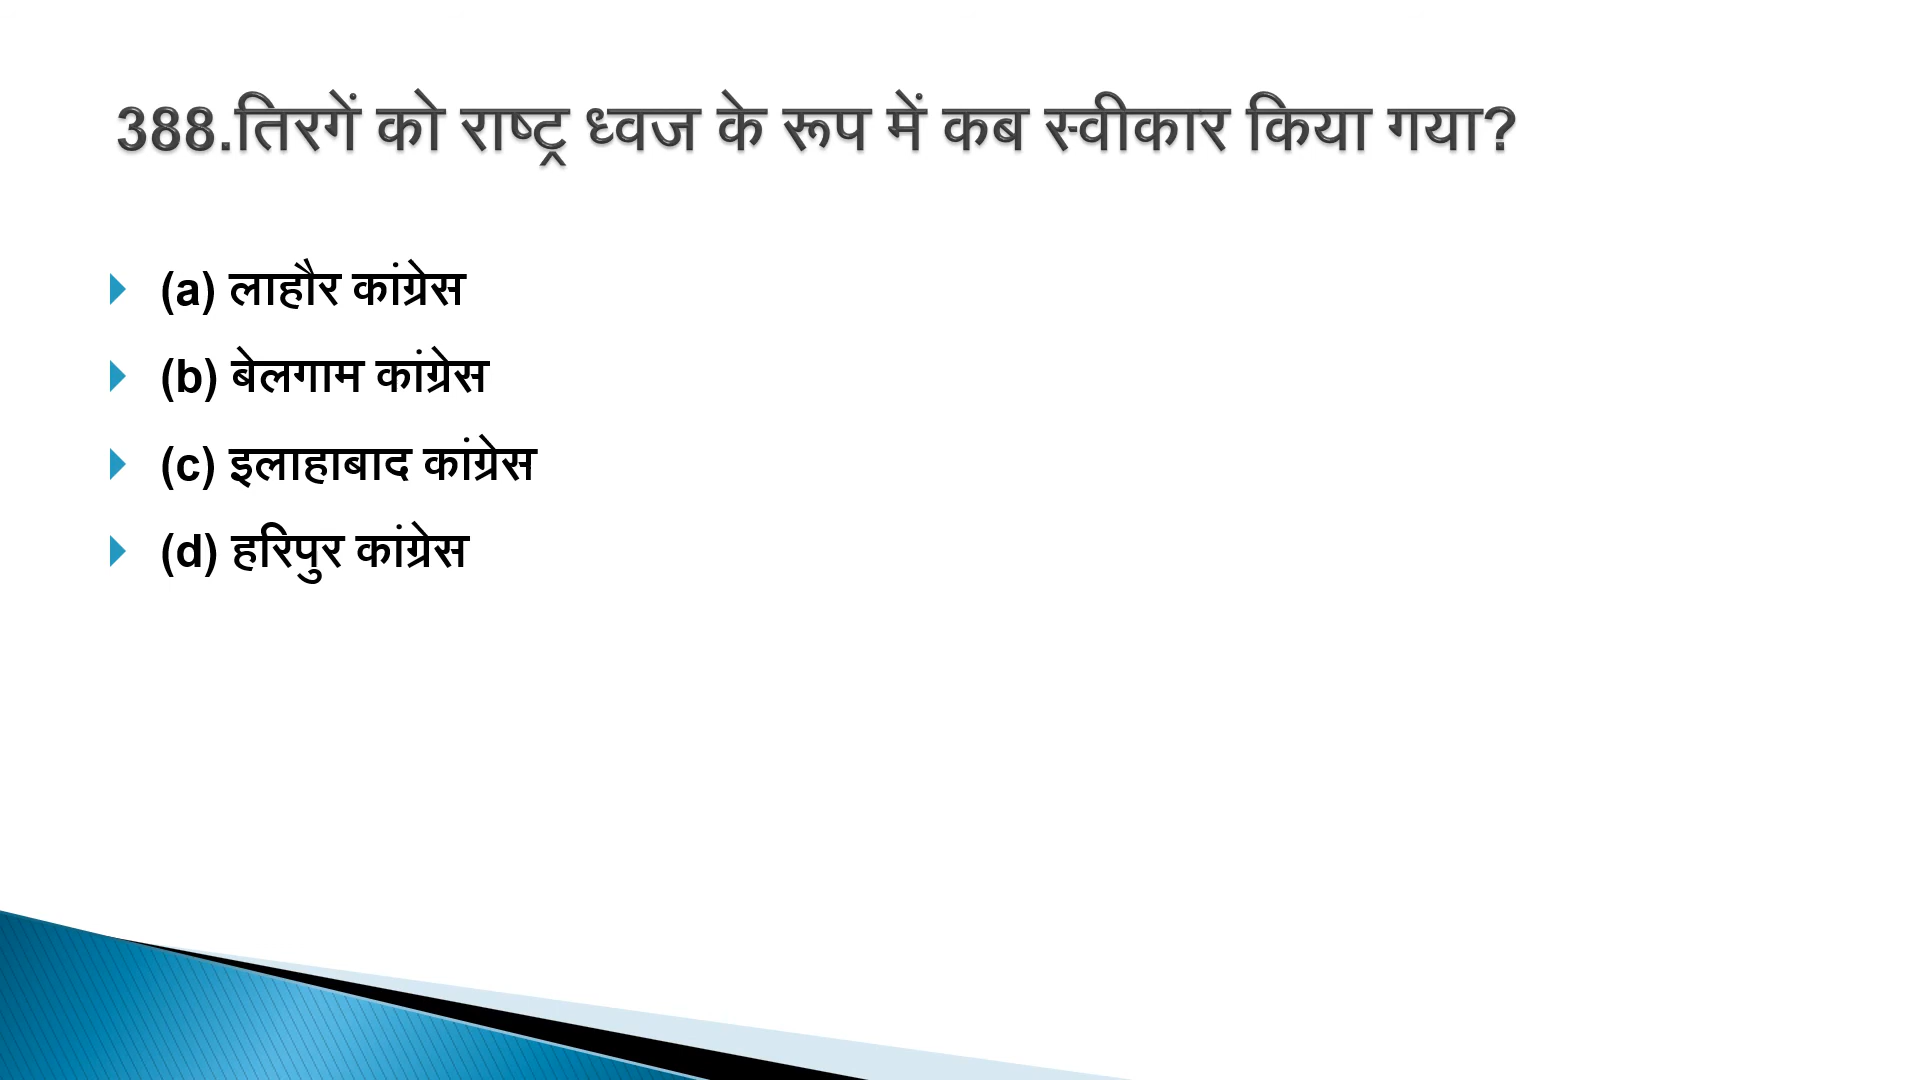 388.तिरगें को राष्ट्र ध्वज के रूप में कब स्वीकार किया गया?
(a) लाहौर कांग्रेस
(b) बेलगाम कांग्रेस
(c) इलाहाबाद कांग्रेस
(d) हरिपुर कांग्रेस